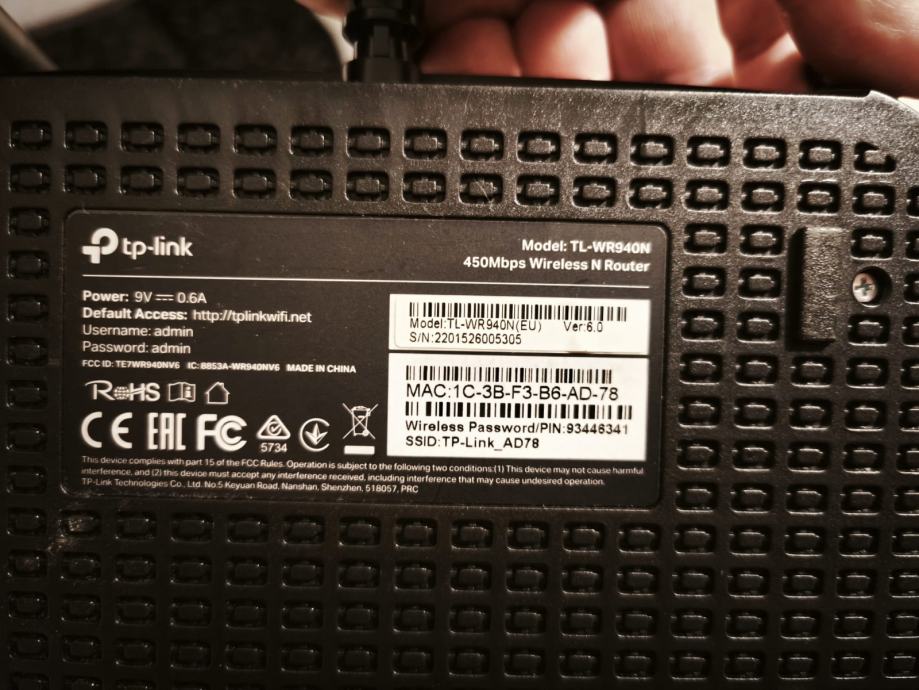 tp-link
Model: TL-WR940N
450Mbps Wireless N Router
Power: 9V 0.6A
Default Access: http://tplinkwifi.net
Username: admin
Password: admin
FCC ID: TE7WR940NV6 IC: 8853A-WR940NV6 MADE IN CHINA
RoHS
CE EAC FC
5734
Model:TL-WR940N(EU) Ver:6.0
S/N:2201526005305
MAC:1C-3B-F3-B6-AD-78
Wireless Password/PIN:93446341
SSID:TP-Link_AD78
This device complies with part 15 of the FCC Rules. Operation is subject to the following two conditions:(1) This device may not cause harmful
interference, and (2) this device must accept any interference received, including interference that may cause undesired operation.
TP-Link Technologies Co., Ltd. No.5 Keyuan Road, Nanshan, Shenzhen, 518057, PRC